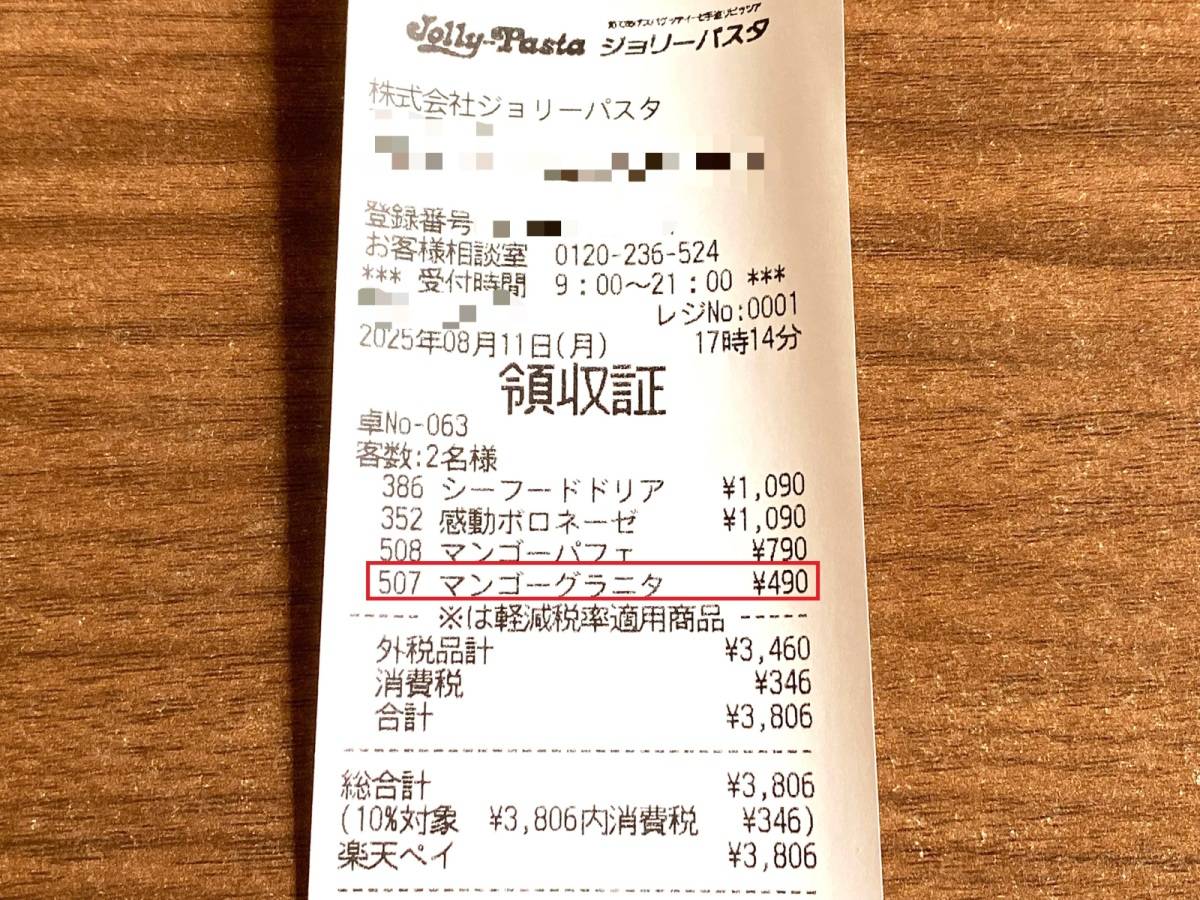 Jolly-Pasta ジョリーパスタ
株式会社ジョリーパスタ
登録番号
お客様相談室 0120-236-524
*** 受付時間 9:00〜21:00 ***
レジNo:0001
2025年08月11日(月) 17時14分
領収証
卓No-063
客数:2名様
386 シーフードドリア ¥1,090
352 感動ボロネーゼ ¥1,090
508 マンゴーパフェ ¥790
507 マンゴーグラニタ ¥490
----- ※は軽減税率適用商品 -----
外税品計 ¥3,460
消費税 ¥346
合計 ¥3,806
総合計 ¥3,806
(10%対象 ¥3,806内消費税 ¥346)
楽天ペイ ¥3,806